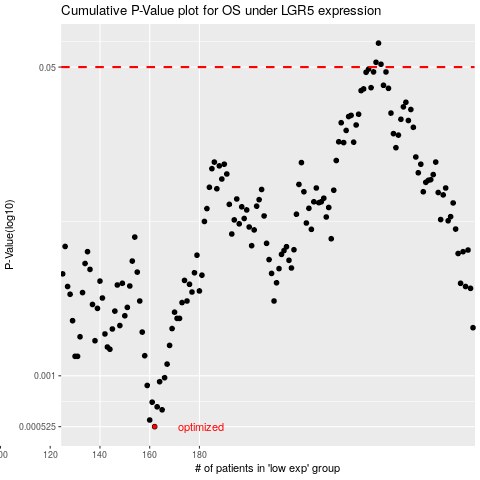 Cumulative P-Value plot for OS under LGR5 expression
0.05
P-Value(log10)
0.001
0.000525
optimized
00
120
140
160
180
# of patients in 'low exp' group